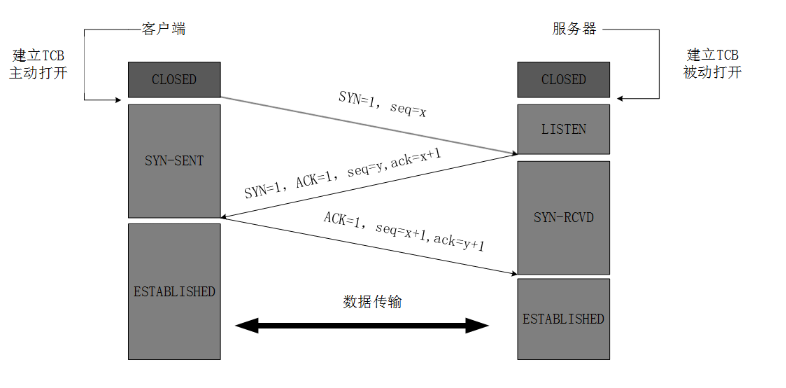 客户端
服务器
建立TCB
主动打开
建立TCB
被动打开
CLOSED
CLOSED
SYN=1, seq=x
LISTEN
SYN-SENT
SYN=1, ACK=1, seq=y,ack=x+1
SYN-RCVD
ACK=1, seq=x+1,ack=y+1
ESTABLISHED
数据传输
ESTABLISHED